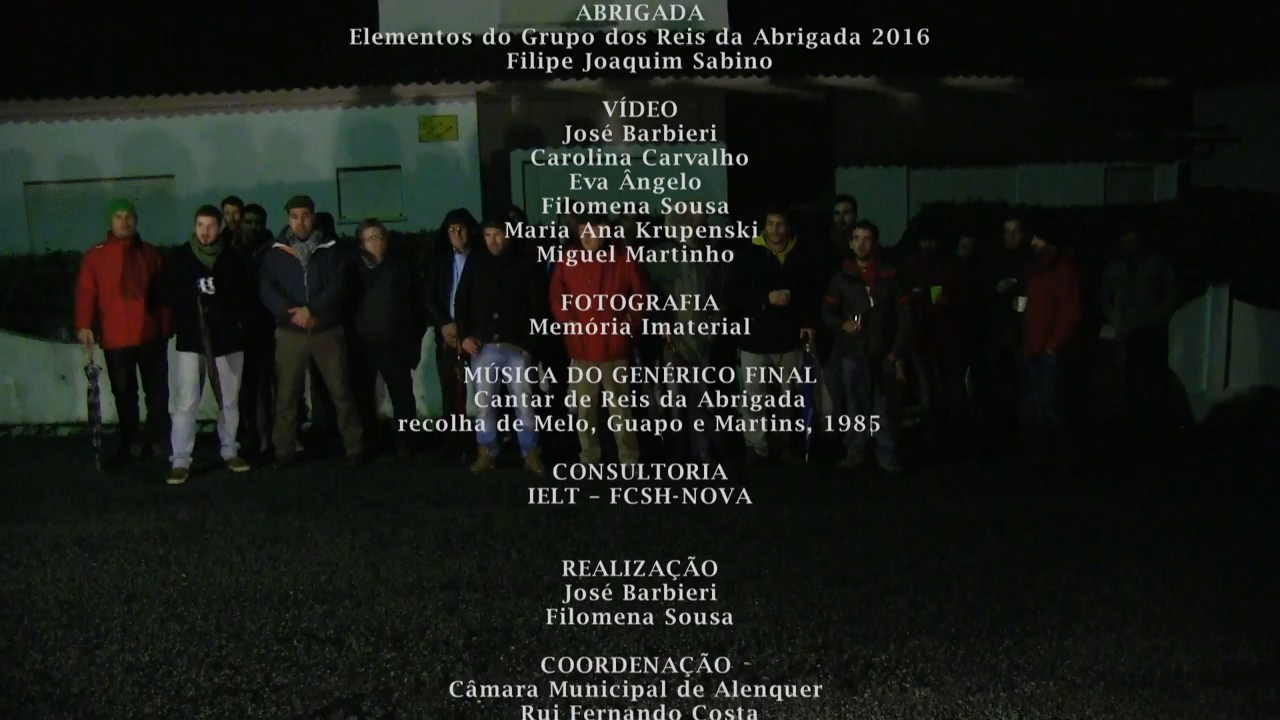 ABRIGADA
Elementos do Grupo dos Reis da Abrigada 2016
Filipe Joaquim Sabino
VÍDEO
José Barbieri
Carolina Carvalho
Eva Ângelo
Filomena Sousa
Maria Ana Krupenski
Miguel Martinho
FOTOGRAFIA
Memória Imaterial
MÚSICA DO GENÉRICO FINAL
Cantar de Reis da Abrigada
recolha de Melo, Guapo e Martins, 1985
CONSULTORIA
IELT – FCSH-NOVA
REALIZAÇÃO
José Barbieri
Filomena Sousa
COORDENAÇÃO
Câmara Municipal de Alenquer
Rui Fernando Costa